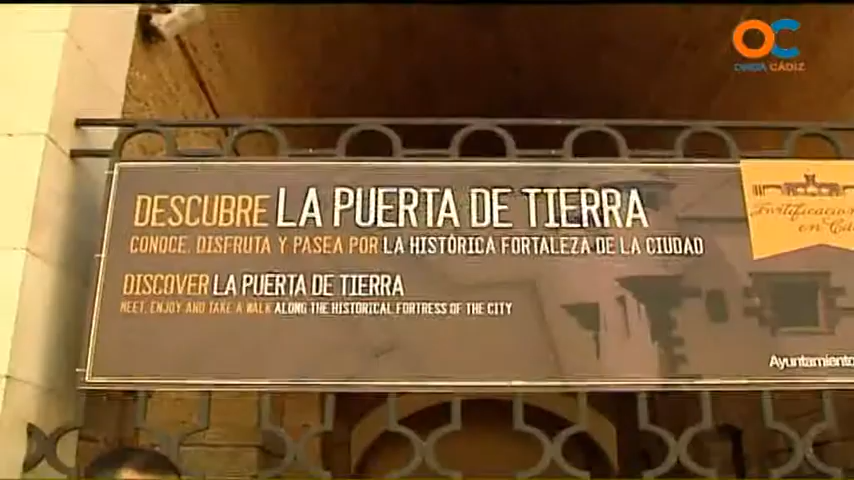 OC
ONDA CÁDIZ
DESCUBRE LA PUERTA DE TIERRA
CONOCE, DISFRUTA Y PASEA POR LA HISTÓRICA FORTALEZA DE LA CIUDAD
DISCOVER LA PUERTA DE TIERRA
MEET, ENJOY AND TAKE A WALK ALONG THE HISTORICAL FORTRESS OF THE CITY
en
Ayuntamiento